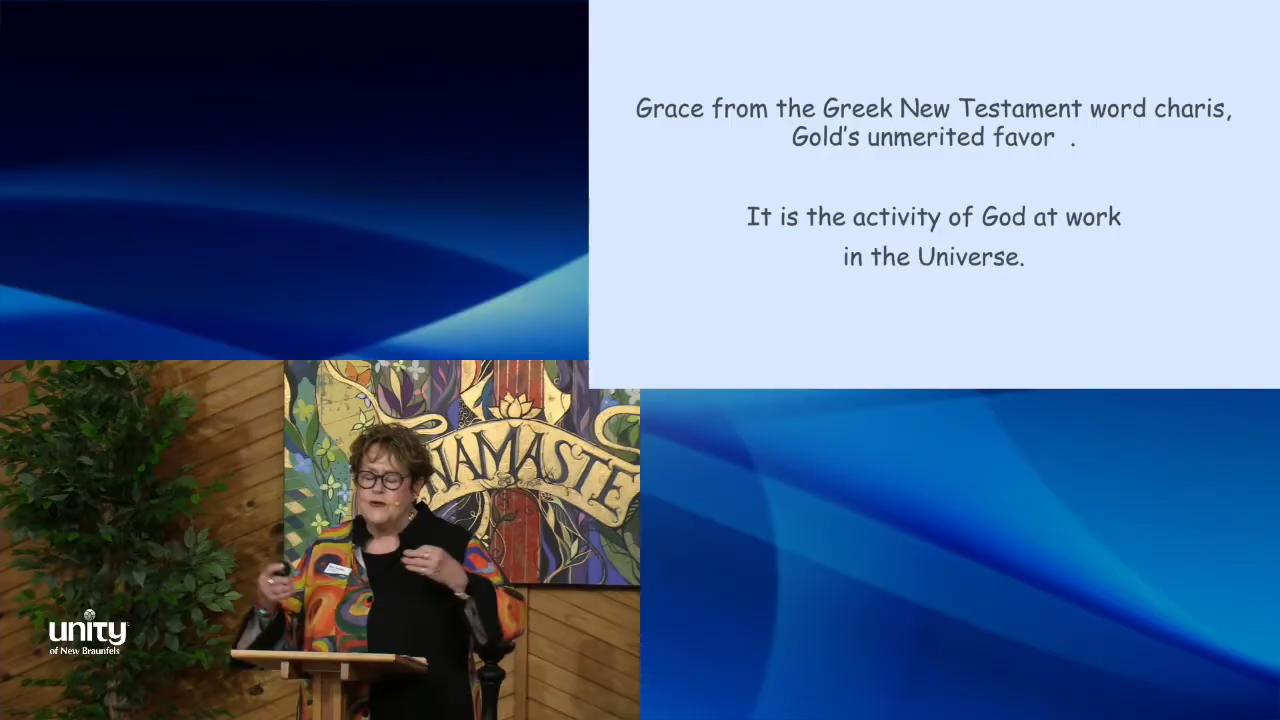 Grace from the Greek New Testament word charis,
Gold's unmerited favor .
It is the activity of God at work
in the Universe.
NAMASTE
unity
of New Braunfels